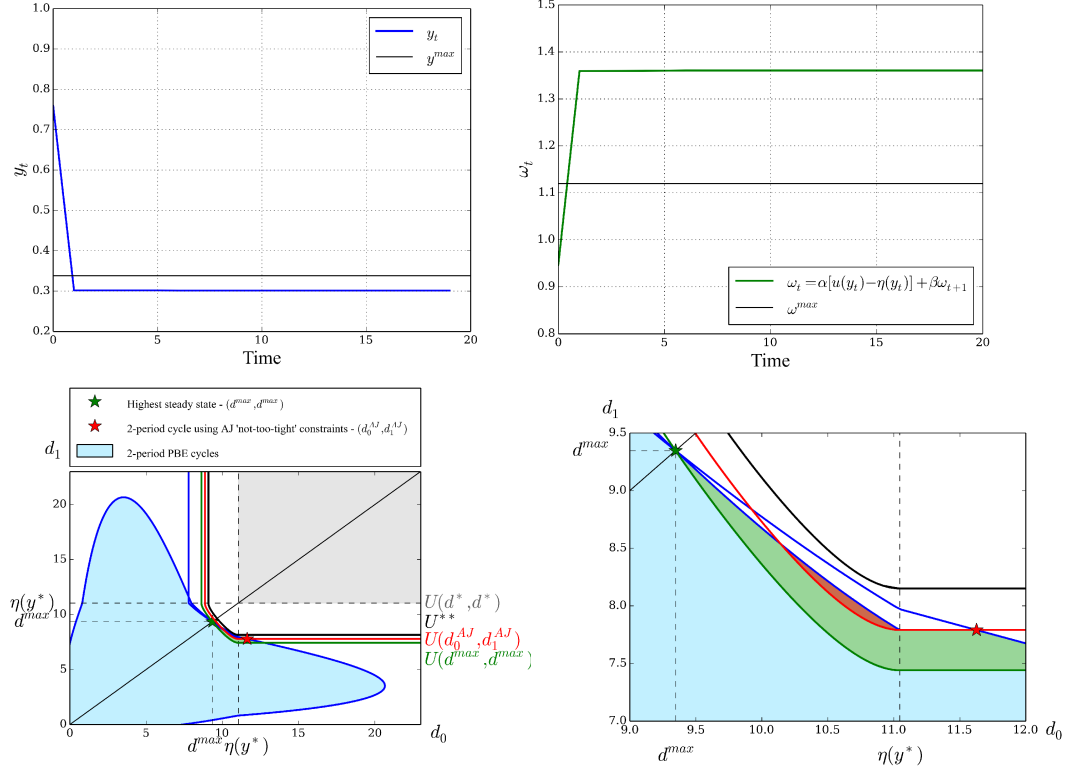 1.0
0.9
0.8
0.7
0.6
0.5
0.4
0.3
0.2
0 5 10 15 20
y_t
Time
y_t
y^{max}
1.5
1.4
1.3
1.2
1.1
1.0
0.9
0.8
0 5 10 15 20
ω_t
Time
ω_t = α[u(y_t)−η(y_t)]+βω_{t+1}
ω^{max}
Highest steady state - (d^{max}, d^{max})
2-period cycle using AJ 'not-too-tight' constraints - (d_0^{AJ}, d_1^{AJ})
2-period PBE cycles
d_1
20
15
η(y*)
10
d^{max}
5
0
0 5 10 15 20
d^{max} η(y*)
d_0
U(d*, d*)
U**
U(d_0^{AJ}, d_1^{AJ})
U(d^{max}, d^{max})
d_1
9.5
d^{max}
9.0
8.5
8.0
7.5
7.0
9.0 9.5 10.0 10.5 11.0 11.5 12.0
d_0
d^{max}
η(y*)